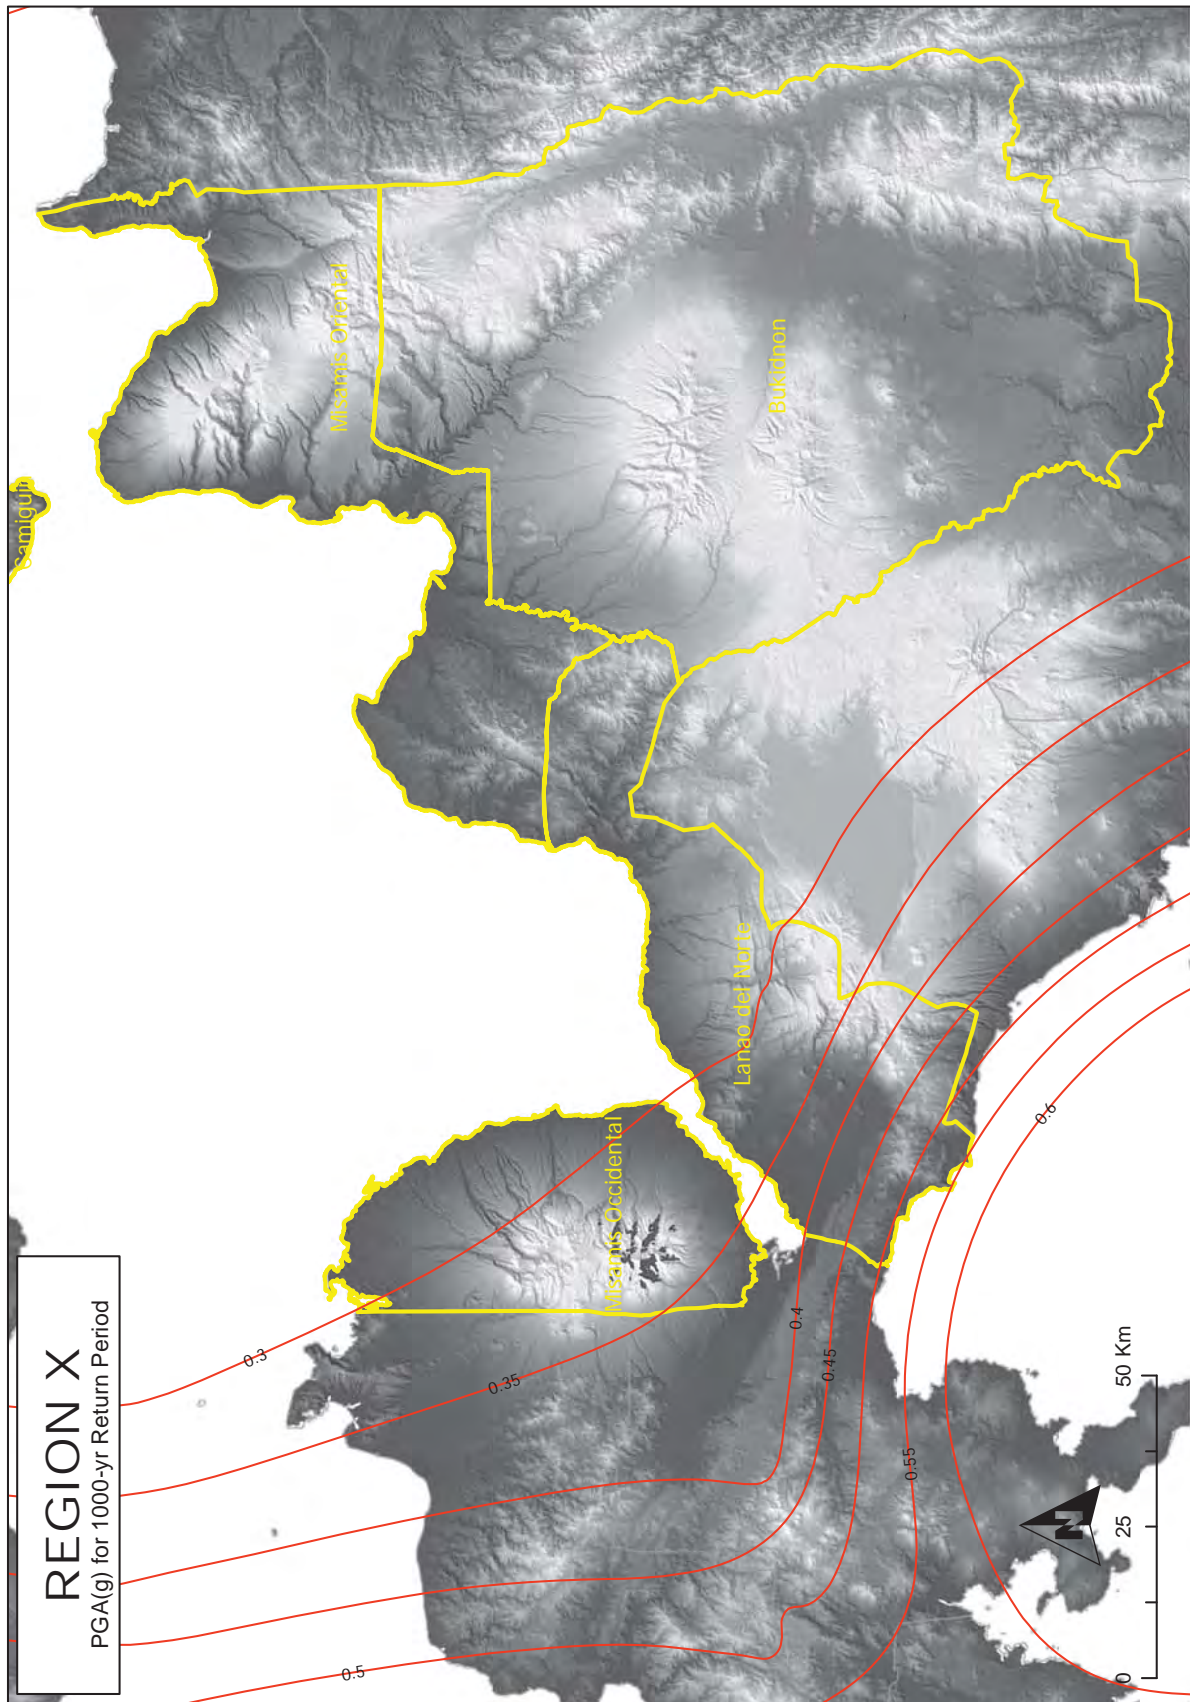 REGION X
PGA(g) for 1000-yr Return Period
Camiguin
Misamis Oriental
Bukidnon
Lanao del Norte
Misamis Occidental
0.3
0.35
0.4
0.45
0.5
0.55
0.6
N
0 25 50 Km